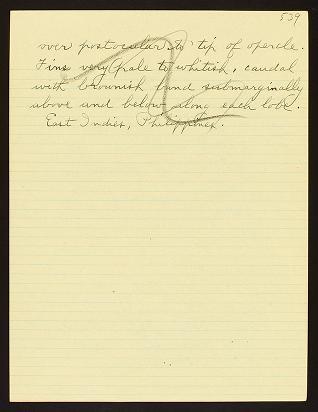 539
over postocular to tip of opercle.
Fins very pale to whitish, caudal
with brownish band submarginally
above and below along each lobe.
East Indies, Philippines.